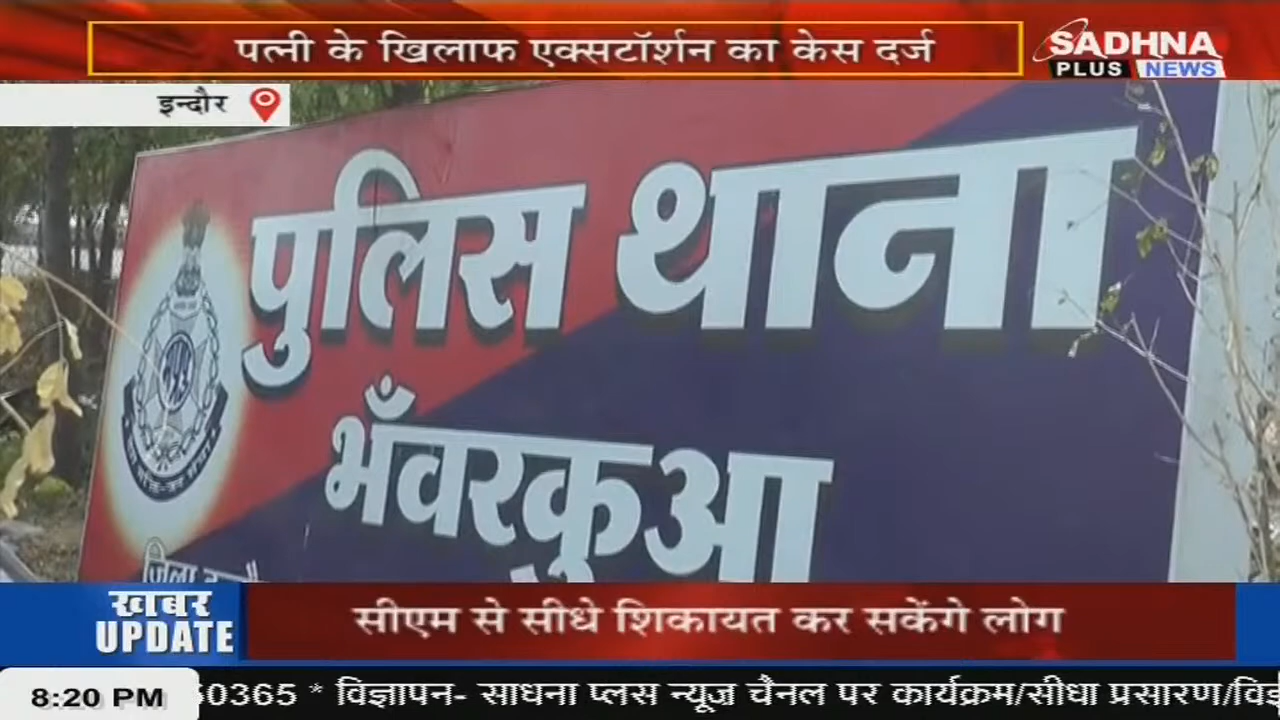 पत्नी के खिलाफ एक्सटॉर्शन का केस दर्ज
SADHNA
PLUS NEWS
इन्दौर
पुलिस थाना
भँवरकुआ
जिला
खबर
UPDATE
सीएम से सीधे शिकायत कर सकेंगे लोग
8:20 PM
60365 * विज्ञापन- साधना प्लस न्यूज़ चैनल पर कार्यक्रम/सीधा प्रसारण/